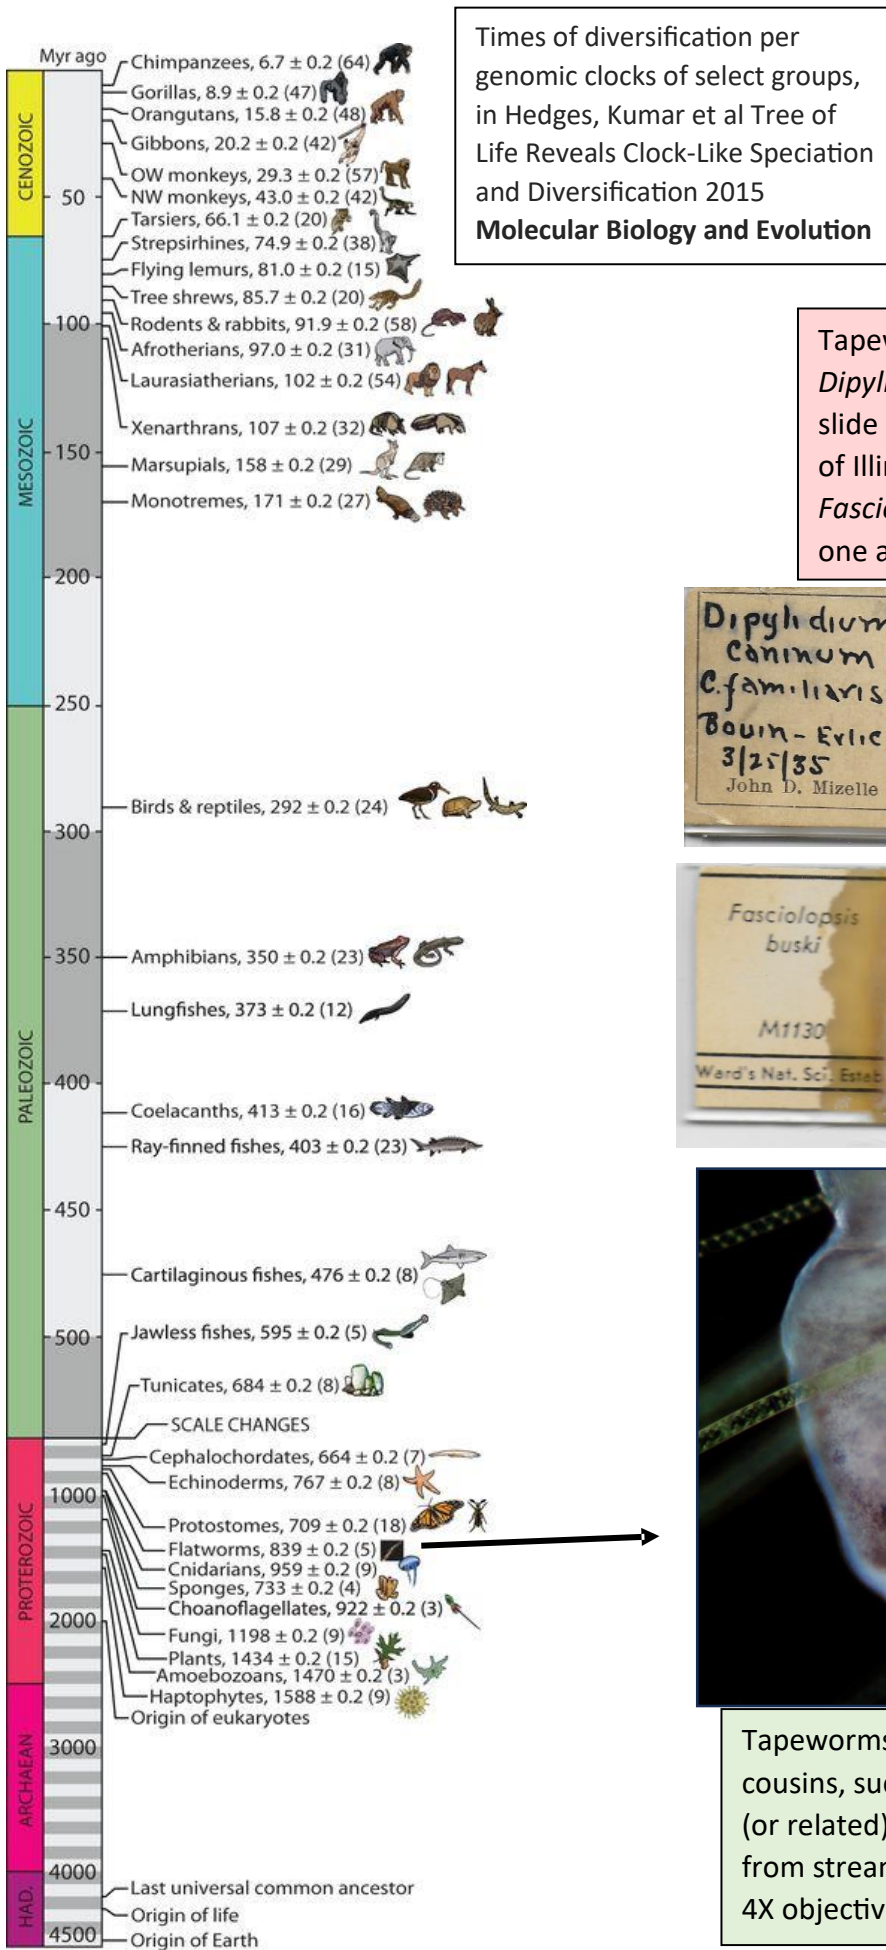 Myr ago
Chimpanzees, 6.7 ± 0.2 (64)
Gorillas, 8.9 ± 0.2 (47)
Orangutans, 15.8 ± 0.2 (48)
Gibbons, 20.2 ± 0.2 (42)
OW monkeys, 29.3 ± 0.2 (57)
50
NW monkeys, 43.0 ± 0.2 (42)
Tarsiers, 66.1 ± 0.2 (20)
Strepsirhines, 74.9 ± 0.2 (38)
Flying lemurs, 81.0 ± 0.2 (15)
Tree shrews, 85.7 ± 0.2 (20)
100
Rodents & rabbits, 91.9 ± 0.2 (58)
Afrotherians, 97.0 ± 0.2 (31)
Laurasiatherians, 102 ± 0.2 (54)
Xenarthrans, 107 ± 0.2 (32)
150
Marsupials, 158 ± 0.2 (29)
Monotremes, 171 ± 0.2 (27)
200
250
Birds & reptiles, 292 ± 0.2 (24)
300
350
Amphibians, 350 ± 0.2 (23)
Lungfishes, 373 ± 0.2 (12)
400
Coelacanths, 413 ± 0.2 (16)
Ray-finned fishes, 403 ± 0.2 (23)
450
Cartilaginous fishes, 476 ± 0.2 (8)
500
Jawless fishes, 595 ± 0.2 (5)
Tunicates, 684 ± 0.2 (8)
SCALE CHANGES
Cephalochordates, 664 ± 0.2 (7)
Echinoderms, 767 ± 0.2 (8)
1000
Protostomes, 709 ± 0.2 (18)
Flatworms, 839 ± 0.2 (5)
Cnidarians, 959 ± 0.2 (9)
Sponges, 733 ± 0.2 (4)
Choanoflagellates, 922 ± 0.2 (3)
2000
Fungi, 1198 ± 0.2 (9)
Plants, 1434 ± 0.2 (15)
Amoebozoans, 1470 ± 0.2 (3)
Haptophytes, 1588 ± 0.2 (9)
Origin of eukaryotes
3000
4000
Last universal common ancestor
Origin of life
4500
Origin of Earth
CENOZOIC
MESOZOIC
PALEOZOIC
PROTEROZOIC
ARCHAEAN
HAD.
Times of diversification per
genomic clocks of select groups,
in Hedges, Kumar et al Tree of
Life Reveals Clock-Like Speciation
and Diversification 2015
Molecular Biology and Evolution
Tapew
Dipyli
slide
of Illin
Fascio
one a
Dipylidium
caninum
C. familiaris
Bouin-Erlic
3/25/35
John D. Mizelle
Fasciolopsis
buski
M1130
Ward's Nat. Sci. Estab
Tapeworms
cousins, suc
(or related)
from stream
4X objectiv